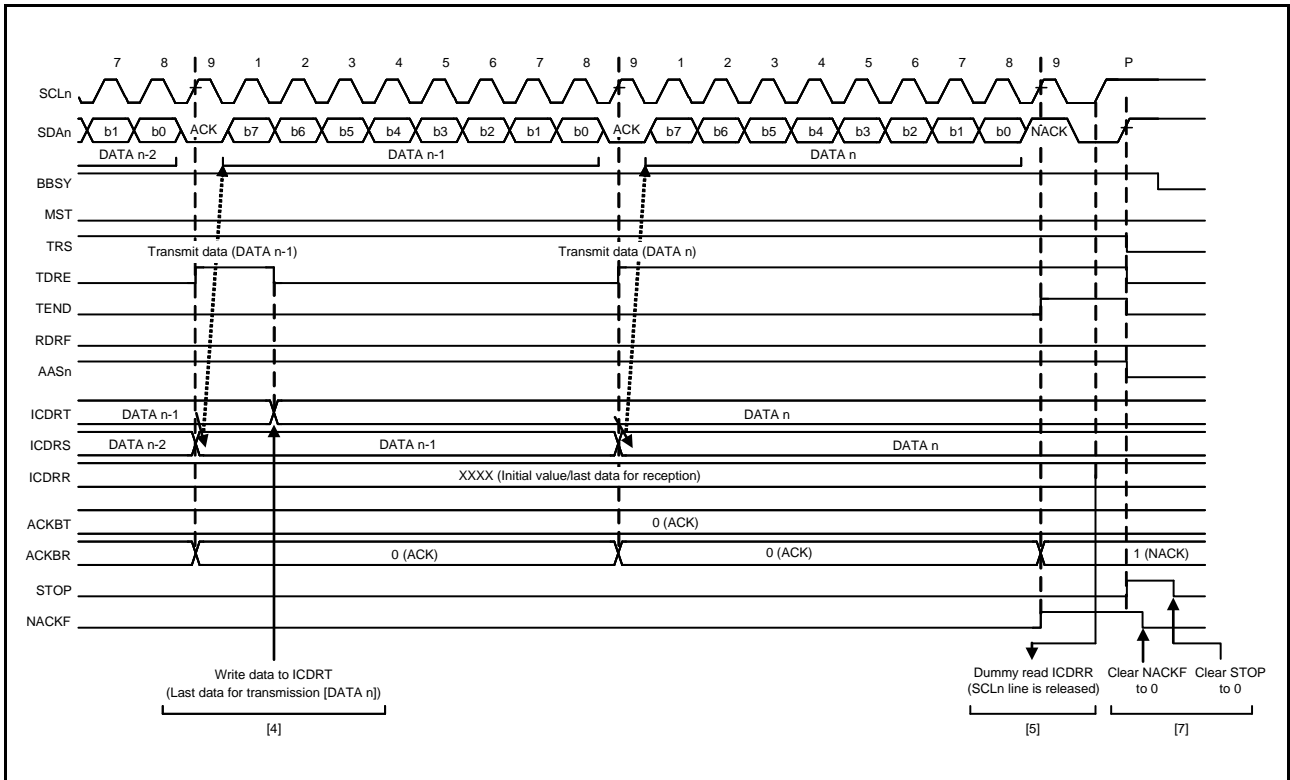 7 8 9 1 2 3 4 5 6 7 8 9 1 2 3 4 5 6 7 8 9 P
SCLn
SDAn b1 b0 ACK b7 b6 b5 b4 b3 b2 b1 b0 ACK b7 b6 b5 b4 b3 b2 b1 b0 NACK
DATA n-2 DATA n-1 DATA n
BBSY
MST
TRS
Transmit data (DATA n-1) Transmit data (DATA n)
TDRE
TEND
RDRF
AASn
ICDRT DATA n-1 DATA n
ICDRS DATA n-2 DATA n-1 DATA n
ICDRR XXXX (Initial value/last data for reception)
ACKBT 0 (ACK)
ACKBR 0 (ACK) 0 (ACK) 1 (NACK)
STOP
NACKF
Write data to ICDRT
(Last data for transmission [DATA n])
[4]
Dummy read ICDRR
(SCLn line is released)
[5]
Clear NACKF
to 0
Clear STOP
to 0
[7]